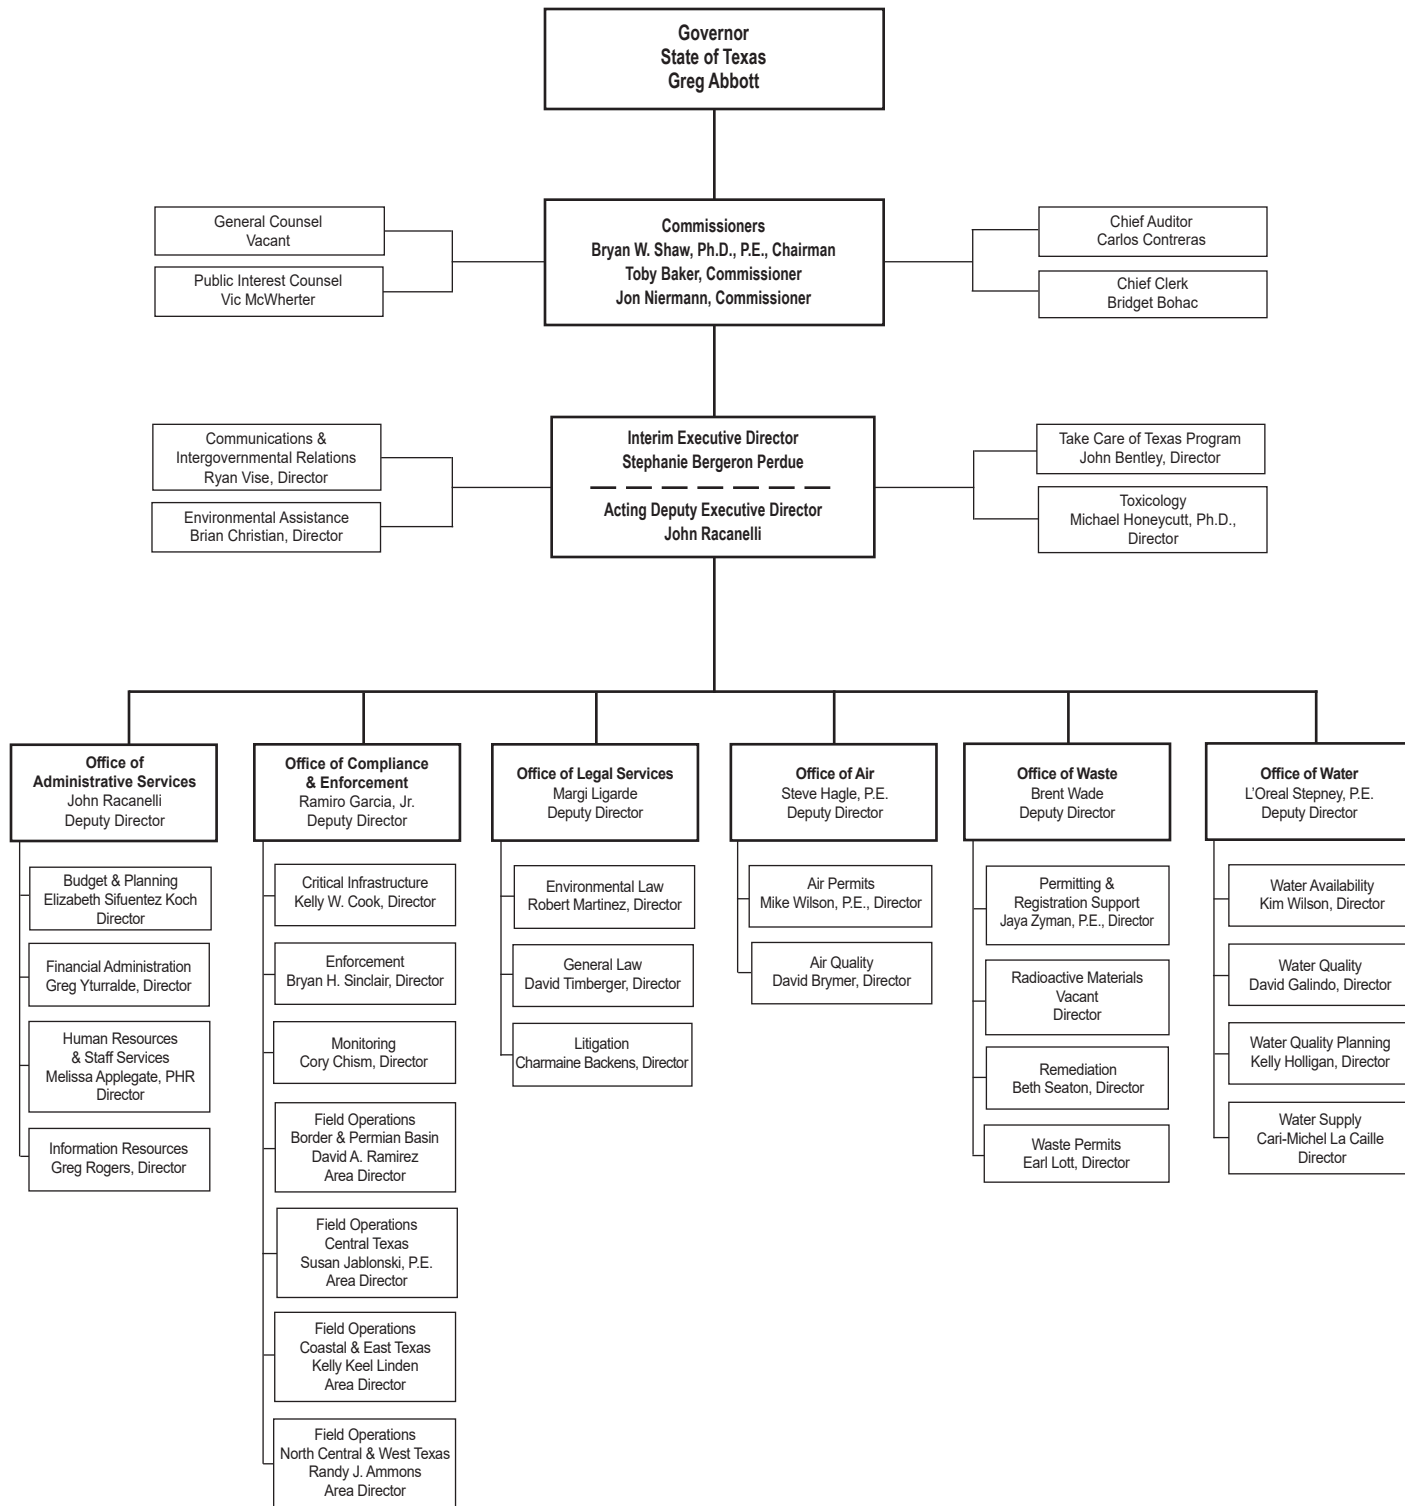 Governor
State of Texas
Greg Abbott
General Counsel
Vacant
Public Interest Counsel
Vic McWherter
Commissioners
Bryan W. Shaw, Ph.D., P.E., Chairman
Toby Baker, Commissioner
Jon Niermann, Commissioner
Chief Auditor
Carlos Contreras
Chief Clerk
Bridget Bohac
Communications &
Intergovernmental Relations
Ryan Vise, Director
Environmental Assistance
Brian Christian, Director
Interim Executive Director
Stephanie Bergeron Perdue
Acting Deputy Executive Director
John Racanelli
Take Care of Texas Program
John Bentley, Director
Toxicology
Michael Honeycutt, Ph.D.,
Director
Office of
Administrative Services
John Racanelli
Deputy Director
Budget & Planning
Elizabeth Sifuentez Koch
Director
Financial Administration
Greg Yturralde, Director
Human Resources
& Staff Services
Melissa Applegate, PHR
Director
Information Resources
Greg Rogers, Director
Office of Compliance
& Enforcement
Ramiro Garcia, Jr.
Deputy Director
Critical Infrastructure
Kelly W. Cook, Director
Enforcement
Bryan H. Sinclair, Director
Monitoring
Cory Chism, Director
Field Operations
Border & Permian Basin
David A. Ramirez
Area Director
Field Operations
Central Texas
Susan Jablonski, P.E.
Area Director
Field Operations
Coastal & East Texas
Kelly Keel Linden
Area Director
Field Operations
North Central & West Texas
Randy J. Ammons
Area Director
Office of Legal Services
Margi Ligarde
Deputy Director
Environmental Law
Robert Martinez, Director
General Law
David Timberger, Director
Litigation
Charmaine Backens, Director
Office of Air
Steve Hagle, P.E.
Deputy Director
Air Permits
Mike Wilson, P.E., Director
Air Quality
David Brymer, Director
Office of Waste
Brent Wade
Deputy Director
Permitting &
Registration Support
Jaya Zyman, P.E., Director
Radioactive Materials
Vacant
Director
Remediation
Beth Seaton, Director
Waste Permits
Earl Lott, Director
Office of Water
L'Oreal Stepney, P.E.
Deputy Director
Water Availability
Kim Wilson, Director
Water Quality
David Galindo, Director
Water Quality Planning
Kelly Holligan, Director
Water Supply
Cari-Michel La Caille
Director